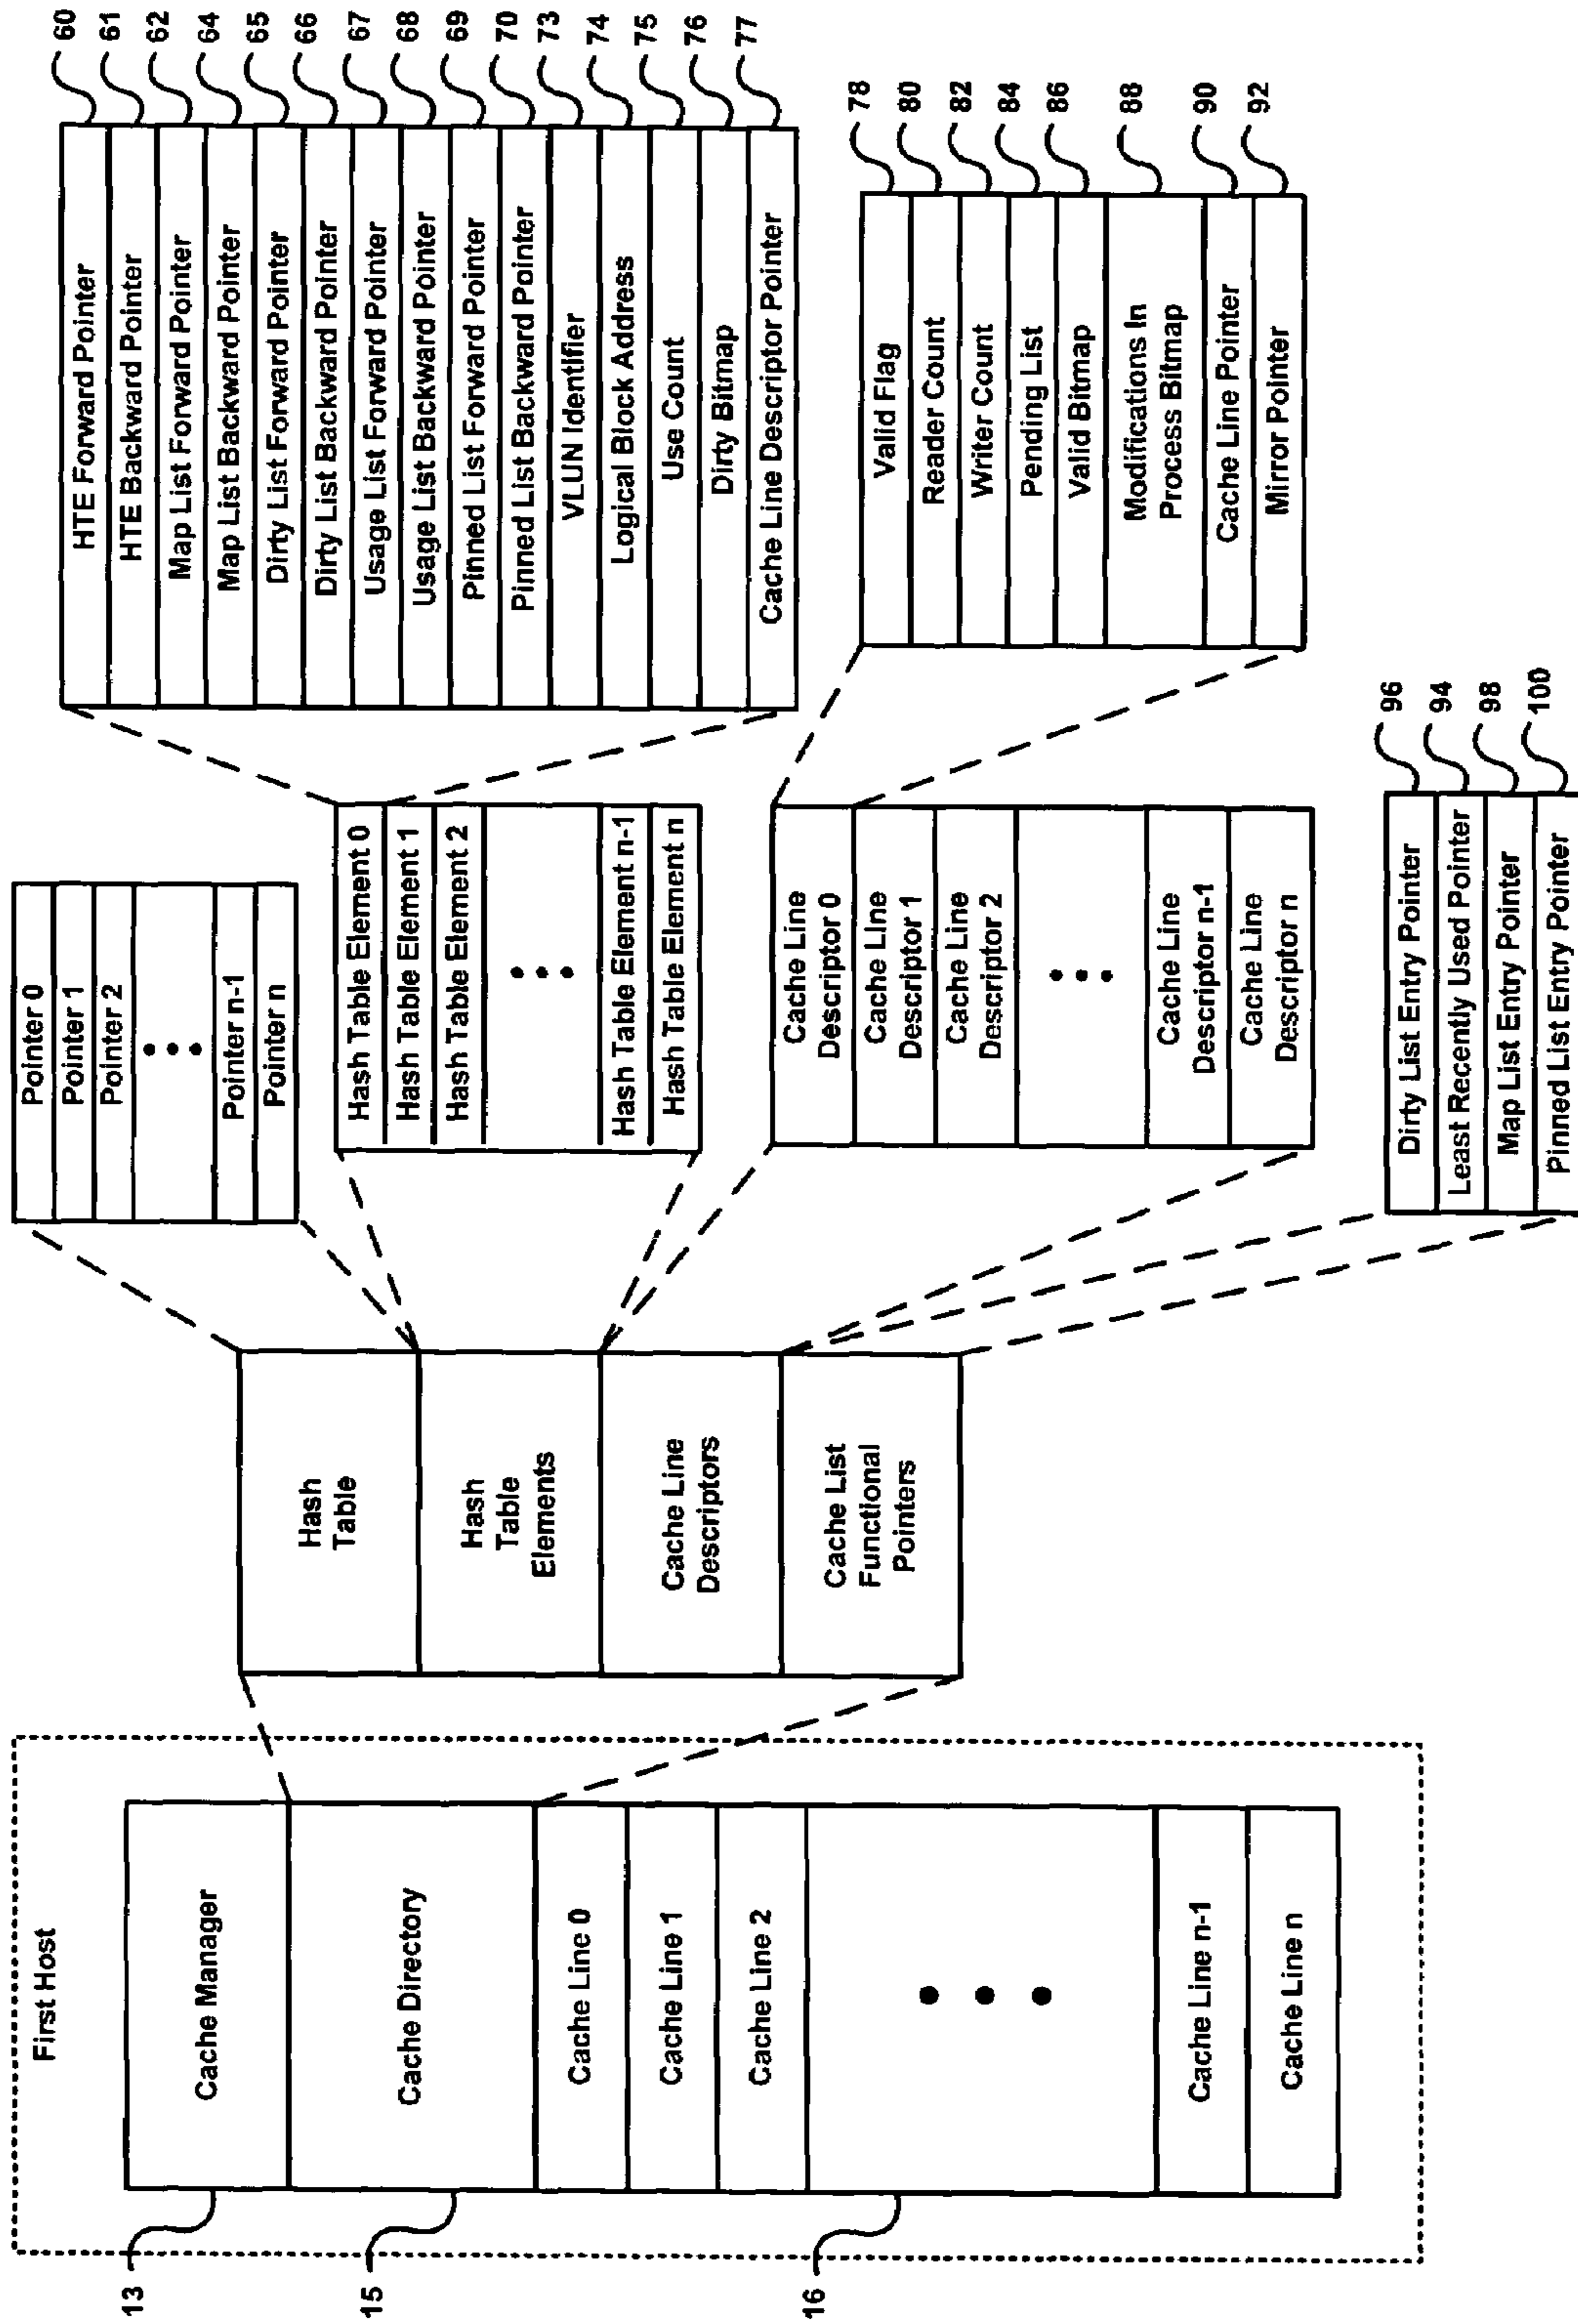 First Host
Cache Manager
Cache Directory
Cache Line 0
Cache Line 1
Cache Line 2
Cache Line n-1
Cache Line n
13
15
16
Hash
Table
Hash
Table
Elements
Cache Line
Descriptors
Cache List
Functional
Pointers
Pointer 0
Pointer 1
Pointer 2
Pointer n-1
Pointer n
Hash Table Element 0
Hash Table Element 1
Hash Table Element 2
Hash Table Element n-1
Hash Table Element n
Cache Line
Descriptor 0
Cache Line
Descriptor 1
Cache Line
Descriptor 2
Cache Line
Descriptor n-1
Cache Line
Descriptor n
HTE Forward Pointer 60
HTE Backward Pointer 61
Map List Forward Pointer 62
Map List Backward Pointer 64
Dirty List Forward Pointer 65
Dirty List Backward Pointer 66
Usage List Forward Pointer 67
Usage List Backward Pointer 68
Pinned List Forward Pointer 69
Pinned List Backward Pointer 70
VLUN Identifier 73
Logical Block Address 74
Use Count 75
Dirty Bitmap 76
Cache Line Descriptor Pointer 77
Valid Flag 78
Reader Count 80
Writer Count 82
Pending List 84
Valid Bitmap 86
Modifications In
Process Bitmap 88
Cache Line Pointer 90
Mirror Pointer 92
Dirty List Entry Pointer 96
Least Recently Used Pointer 94
Map List Entry Pointer 98
Pinned List Entry Pointer 100